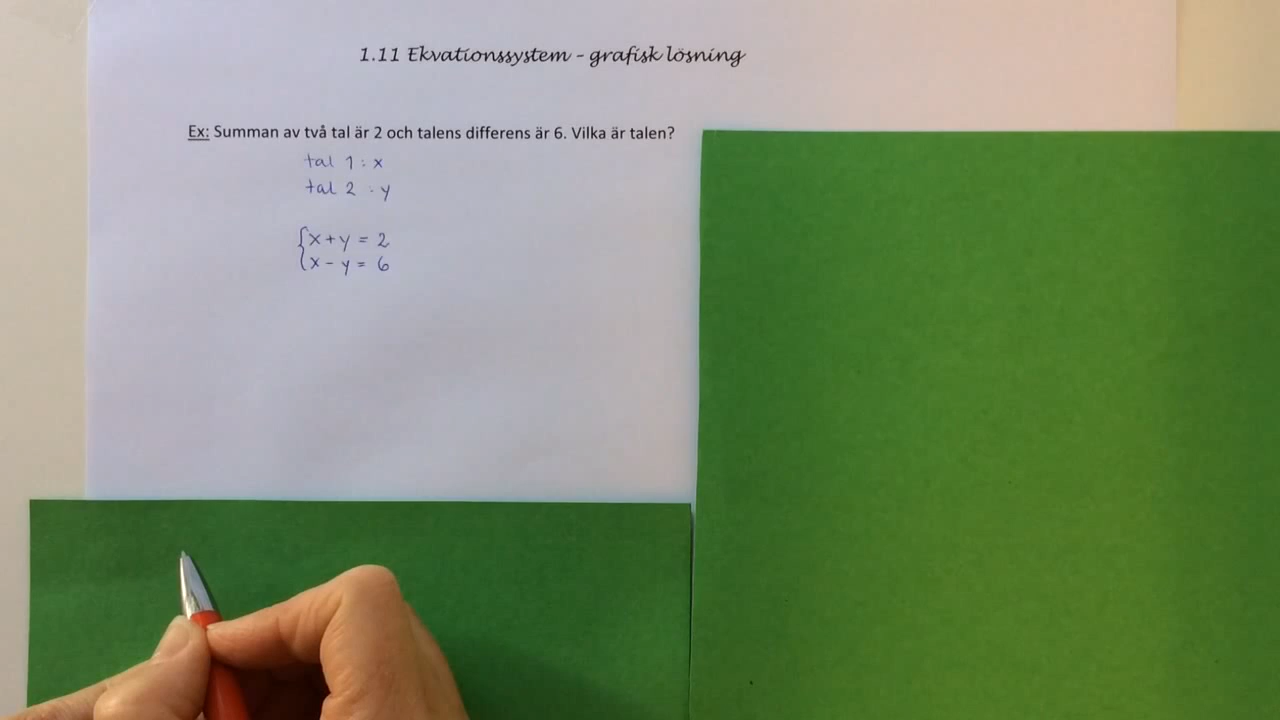 1.11 Ekvationssystem – grafisk lösning
Ex: Summan av två tal är 2 och talens differens är 6. Vilka är talen?
tal 1 : x
tal 2 : y
{ x + y = 2
x - y = 6